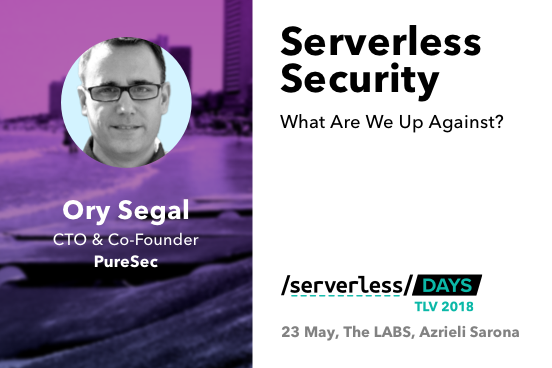 Serverless
Security
What Are We Up Against?
Ory Segal
CTO & Co-Founder
PureSec
/serverless/ DAYS
TLV 2018
23 May, The LABS, Azrieli Sarona